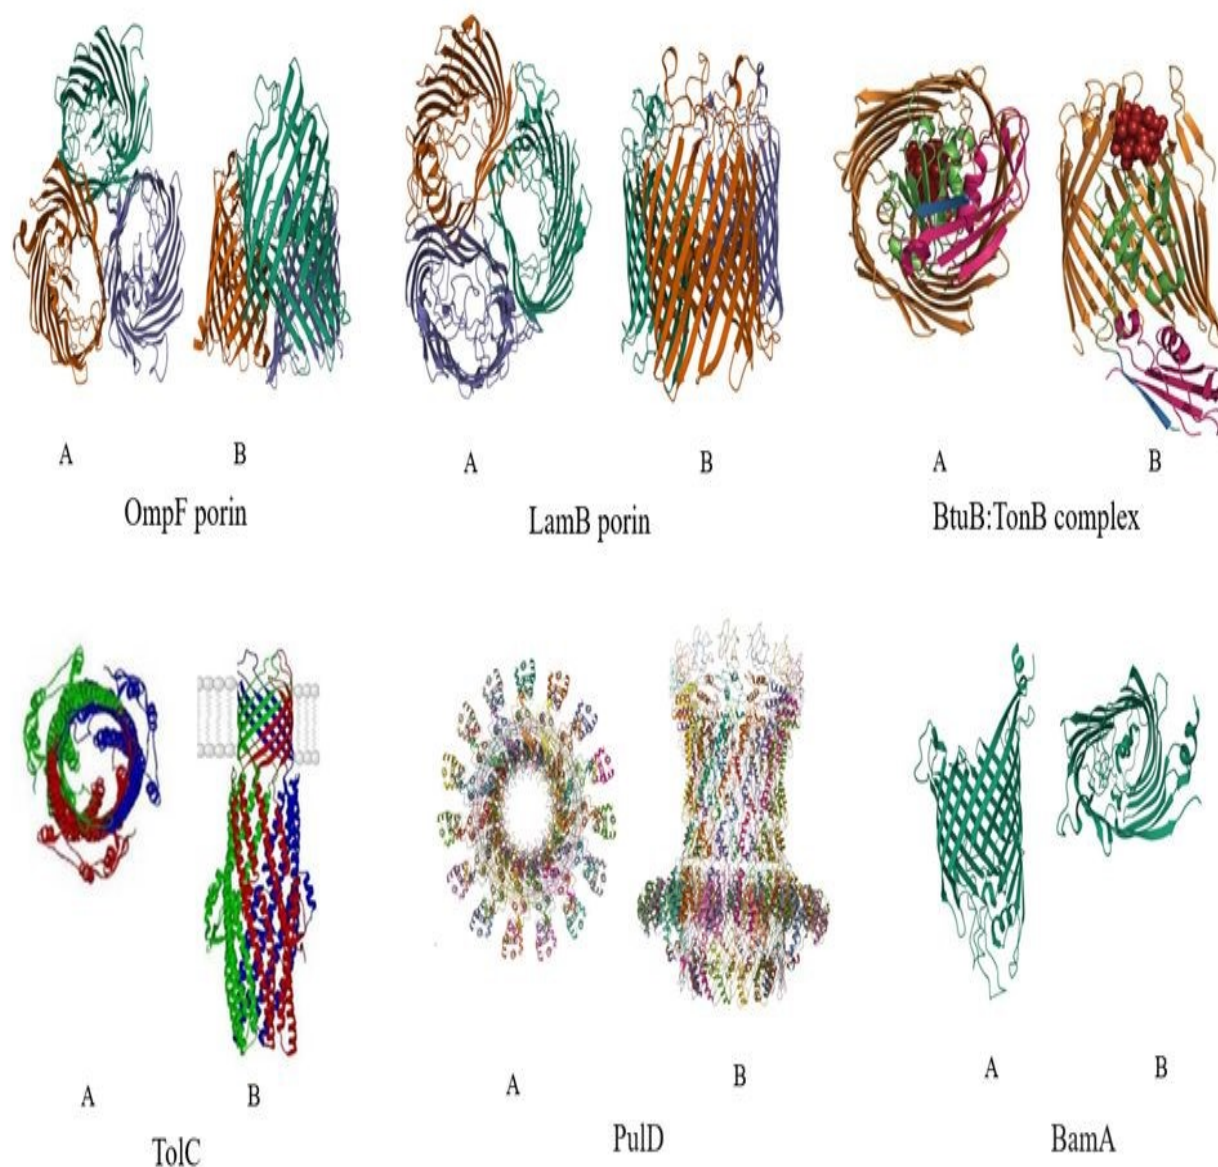 A B
OmpF porin
A B
LamB porin
A B
BtuB:TonB complex
A B
TolC
A B
PulD
A B
BamA